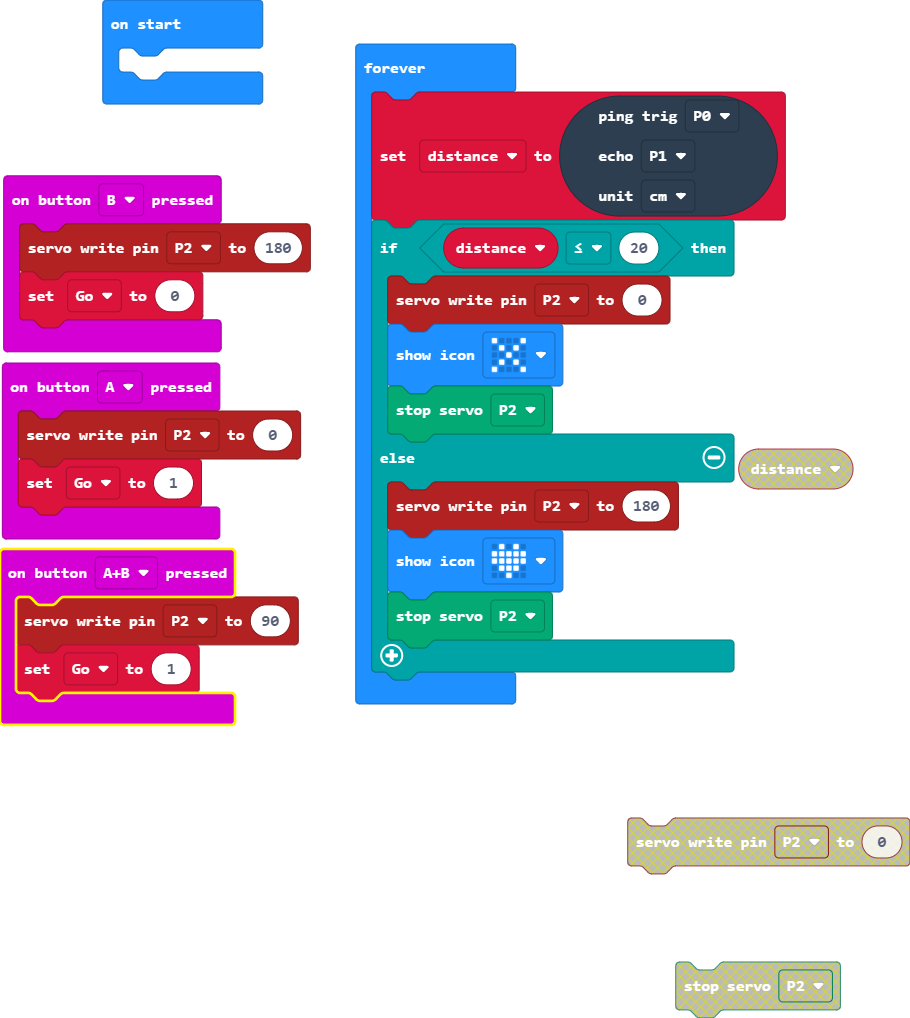 on start
forever
set distance to ping trig P0
echo P1
unit cm
if distance ≤ 20 then
servo write pin P2 to 0
show icon
stop servo P2
else
servo write pin P2 to 180
show icon
stop servo P2
on button B pressed
servo write pin P2 to 180
set Go to 0
on button A pressed
servo write pin P2 to 0
set Go to 1
on button A+B pressed
servo write pin P2 to 90
set Go to 1
distance
servo write pin P2 to 0
stop servo P2